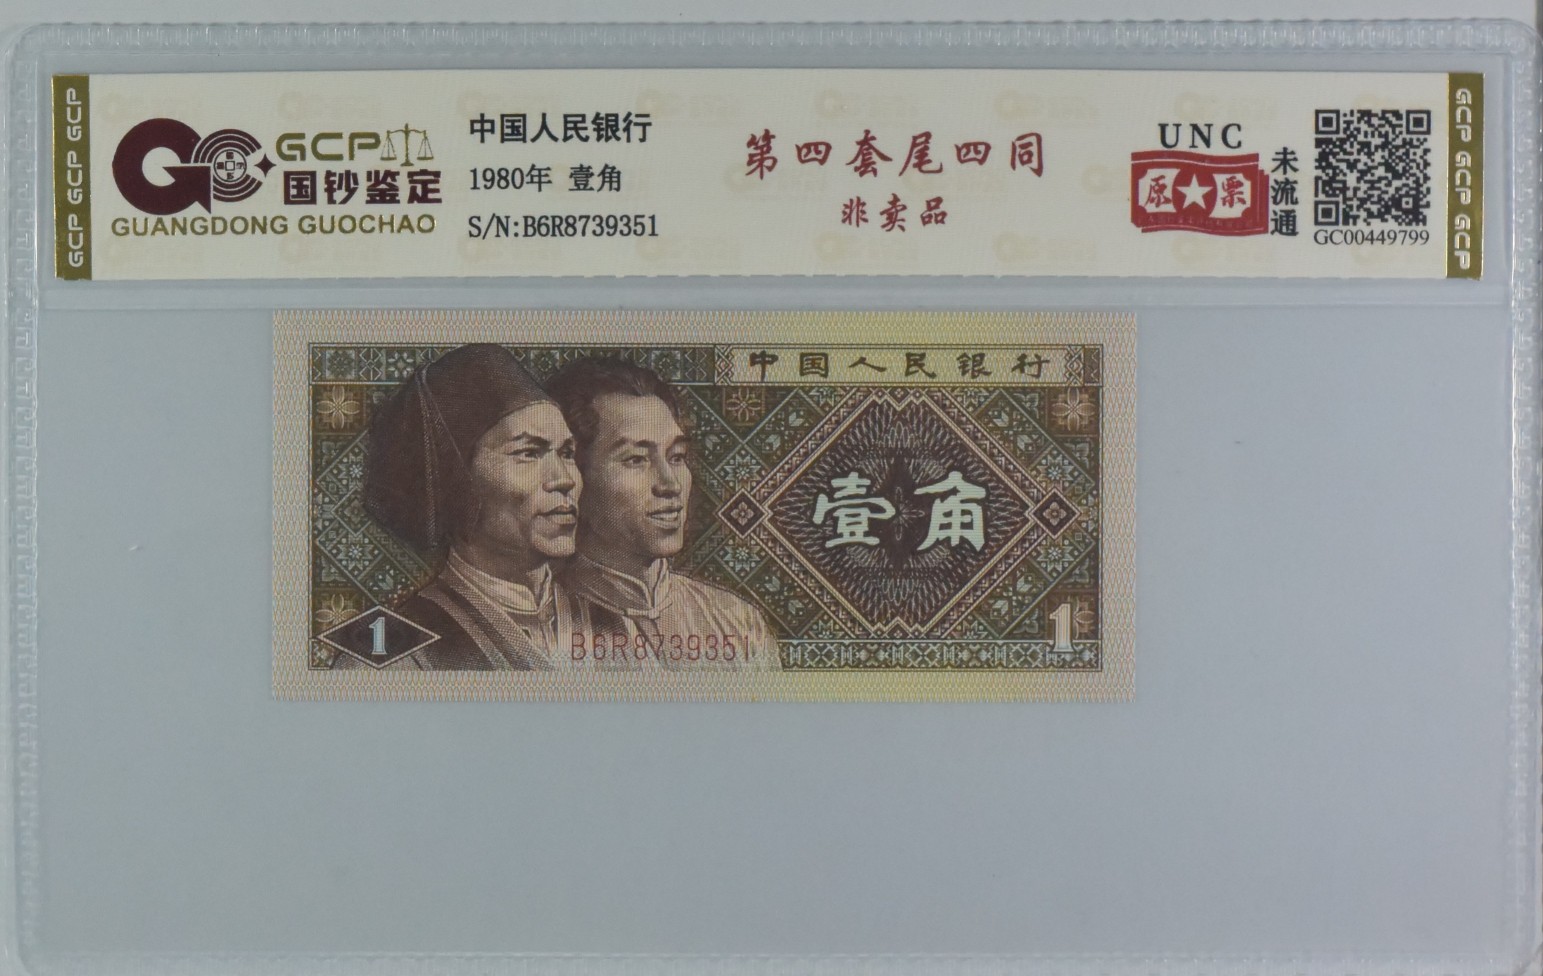 GCP GCP GCP
GCP
国钞鉴定
GUANGDONG GUOCHAO
中国人民银行
1980年 壹角
S/N:B6R8739351
第四套尾四同
非卖品
UNC
原★票
未流通
GC00449799
GCP GCP GCP
中国人民银行
壹角
1
B6R8739351
1